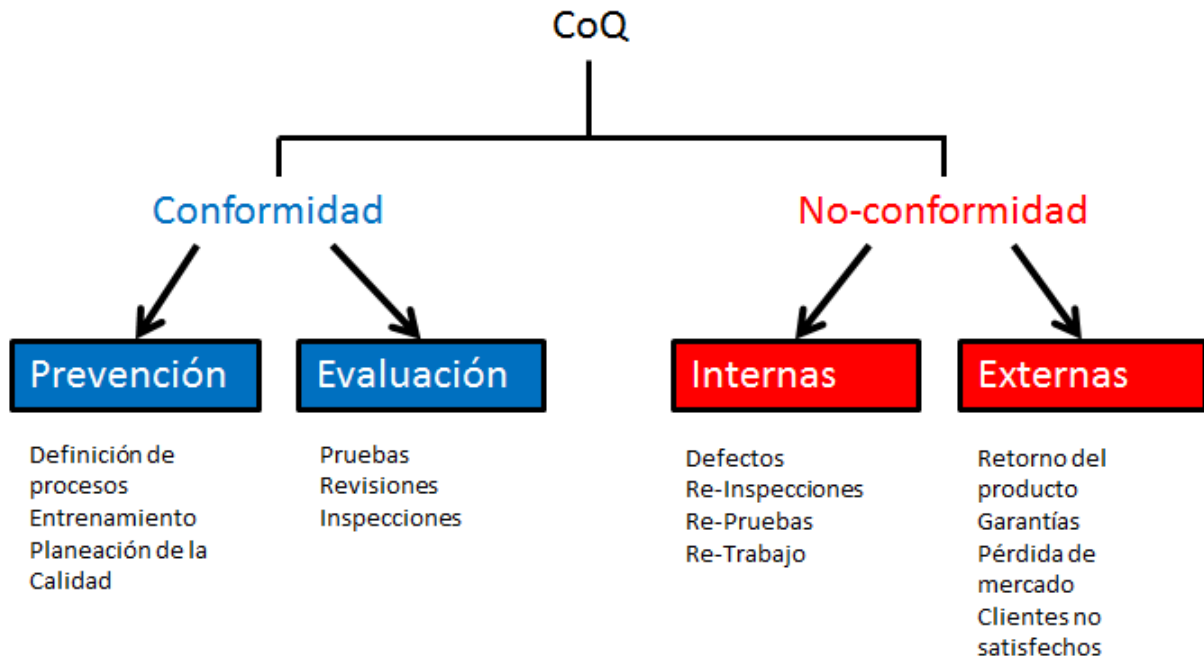 CoQ
Conformidad
No-conformidad
Prevención
Evaluación
Internas
Externas
Definición de
procesos
Entrenamiento
Planeación de la
Calidad
Pruebas
Revisiones
Inspecciones
Defectos
Re-Inspecciones
Re-Pruebas
Re-Trabajo
Retorno del
producto
Garantías
Pérdida de
mercado
Clientes no
satisfechos